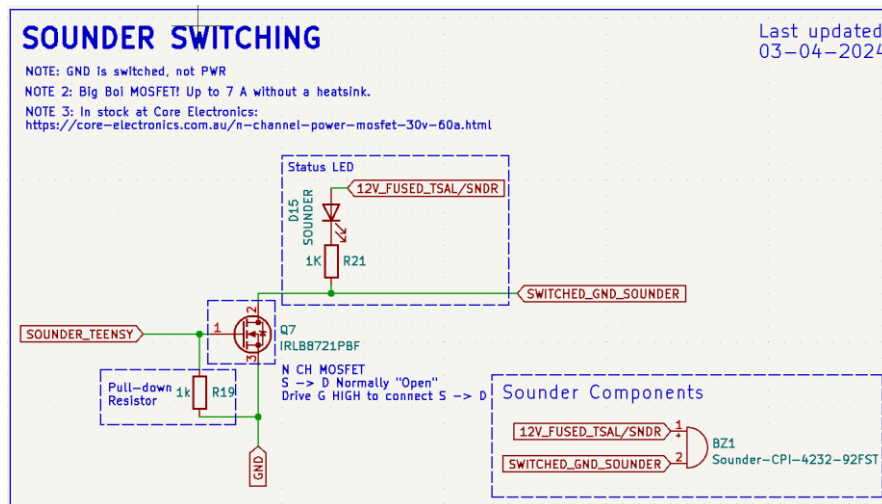 SOUNDER SWITCHING
Last updated
03-04-2024
NOTE: GND is switched, not PWR
NOTE 2: Big Boi MOSFET! Up to 7 A without a heatsink.
NOTE 3: In stock at Core Electronics:
https://core-electronics.com.au/n-channel-power-mosfet-30v-60a.html
Status LED
12V_FUSED_TSAL/SNDR
D15
SOUNDER
1K R21
SWITCHED_GND_SOUNDER
2
SOUNDER_TEENSY
1
Q7
IRLB8721PBF
3
N CH MOSFET
S -> D Normally "Open"
Drive G HIGH to connect S -> D
Pull-down
Resistor
1k R19
GND
Sounder Components
12V_FUSED_TSAL/SNDR
1
+
BZ1
Sounder-CPI-4232-92FST
SWITCHED_GND_SOUNDER
2